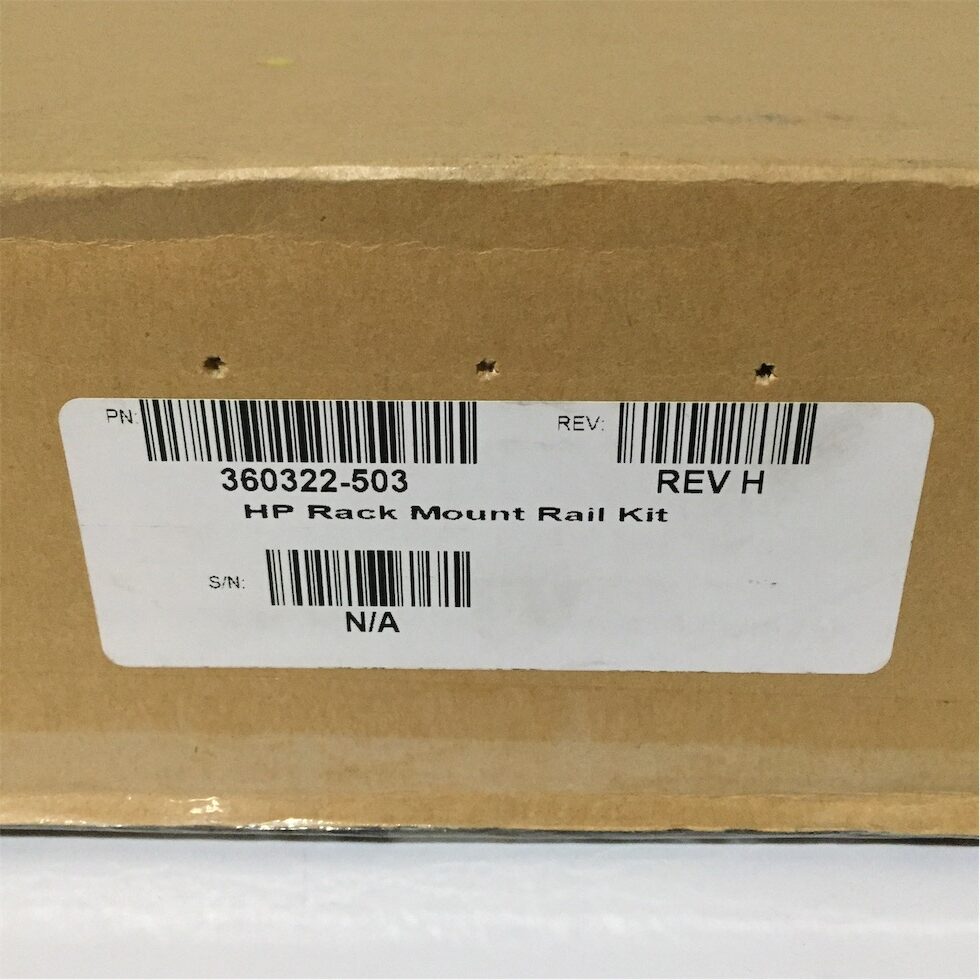 PN: REV:
360322-503 REV H
HP Rack Mount Rail Kit
S/N:
N/A